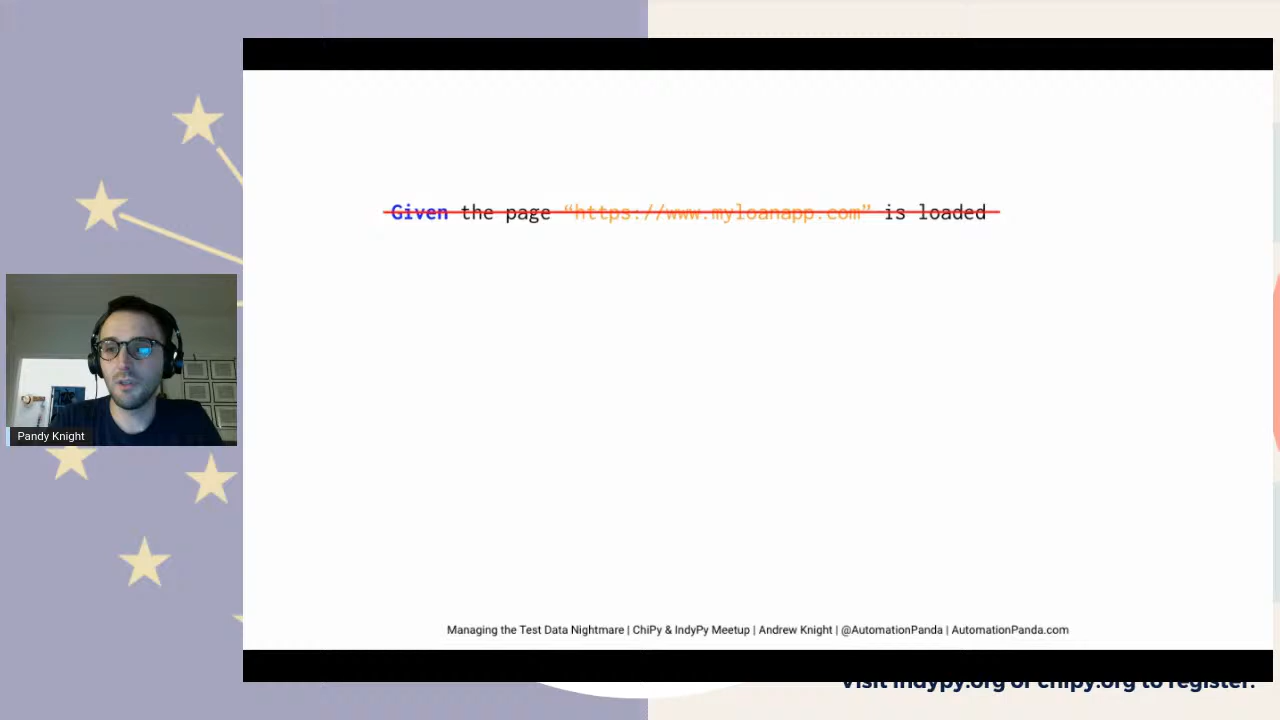 Given the page “https://www.myloanapp.com” is loaded
Pandy Knight
Managing the Test Data Nightmare | ChiPy & IndyPy Meetup | Andrew Knight | @AutomationPanda | AutomationPanda.com
Visit indypy.org or chipy.org to register.